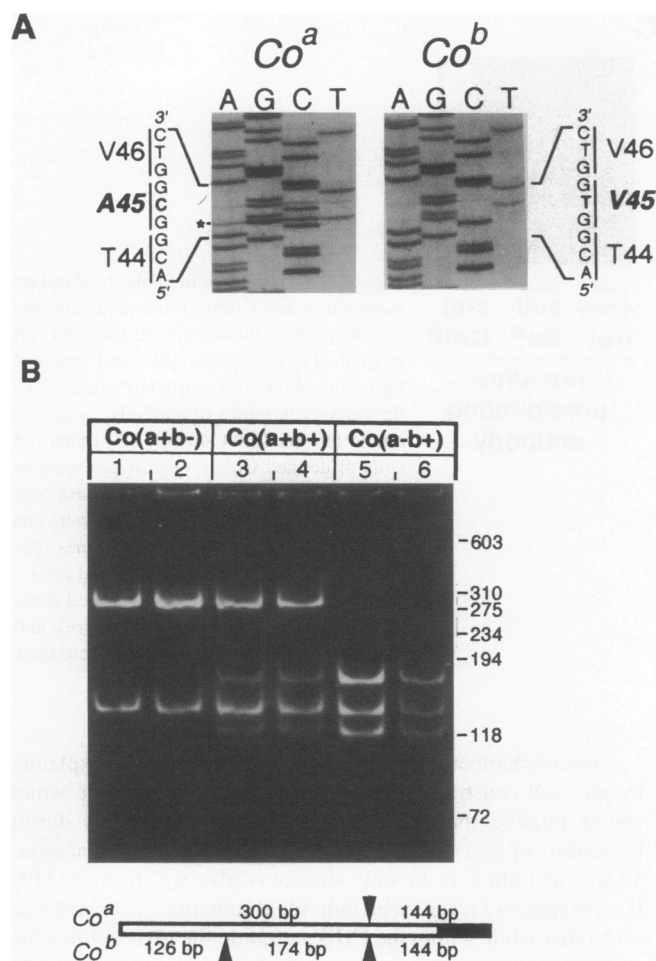 A
Co^a
Co^b
A G C T
A G C T
3'
C
T
G
G
C
G
G
C
A
5'
V46
A45
T44
*
3'
C
T
G
G
T
G
G
C
A
5'
V46
V45
T44
B
Co(a+b-) Co(a+b+) Co(a-b+)
1 2 3 4 5 6
603
310
275
234
194
118
72
Co^a 300 bp 144 bp
Co^b 126 bp 174 bp 144 bp